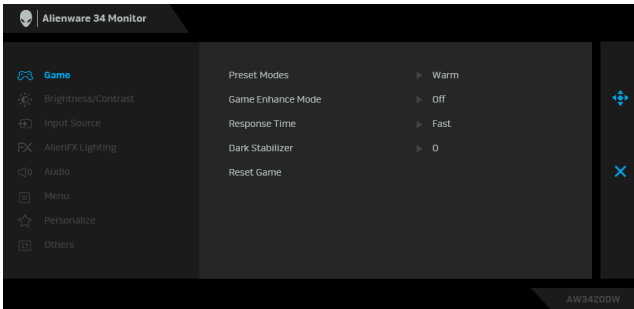 Alienware 34 Monitor
Game
Brightness/Contrast
Input Source
AlienFX Lighting
Audio
Menu
Personalize
Others
Preset Modes Warm
Game Enhance Mode Off
Response Time Fast
Dark Stabilizer 0
Reset Game
AW3420DW